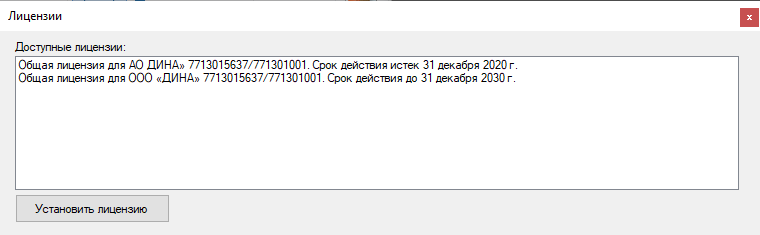 Лицензии
x
Доступные лицензии:
Общая лицензия для АО ДИНА» 7713015637/771301001. Срок действия истек 31 декабря 2020 г.
Общая лицензия для ООО «ДИНА» 7713015637/771301001. Срок действия до 31 декабря 2030 г.
Установить лицензию